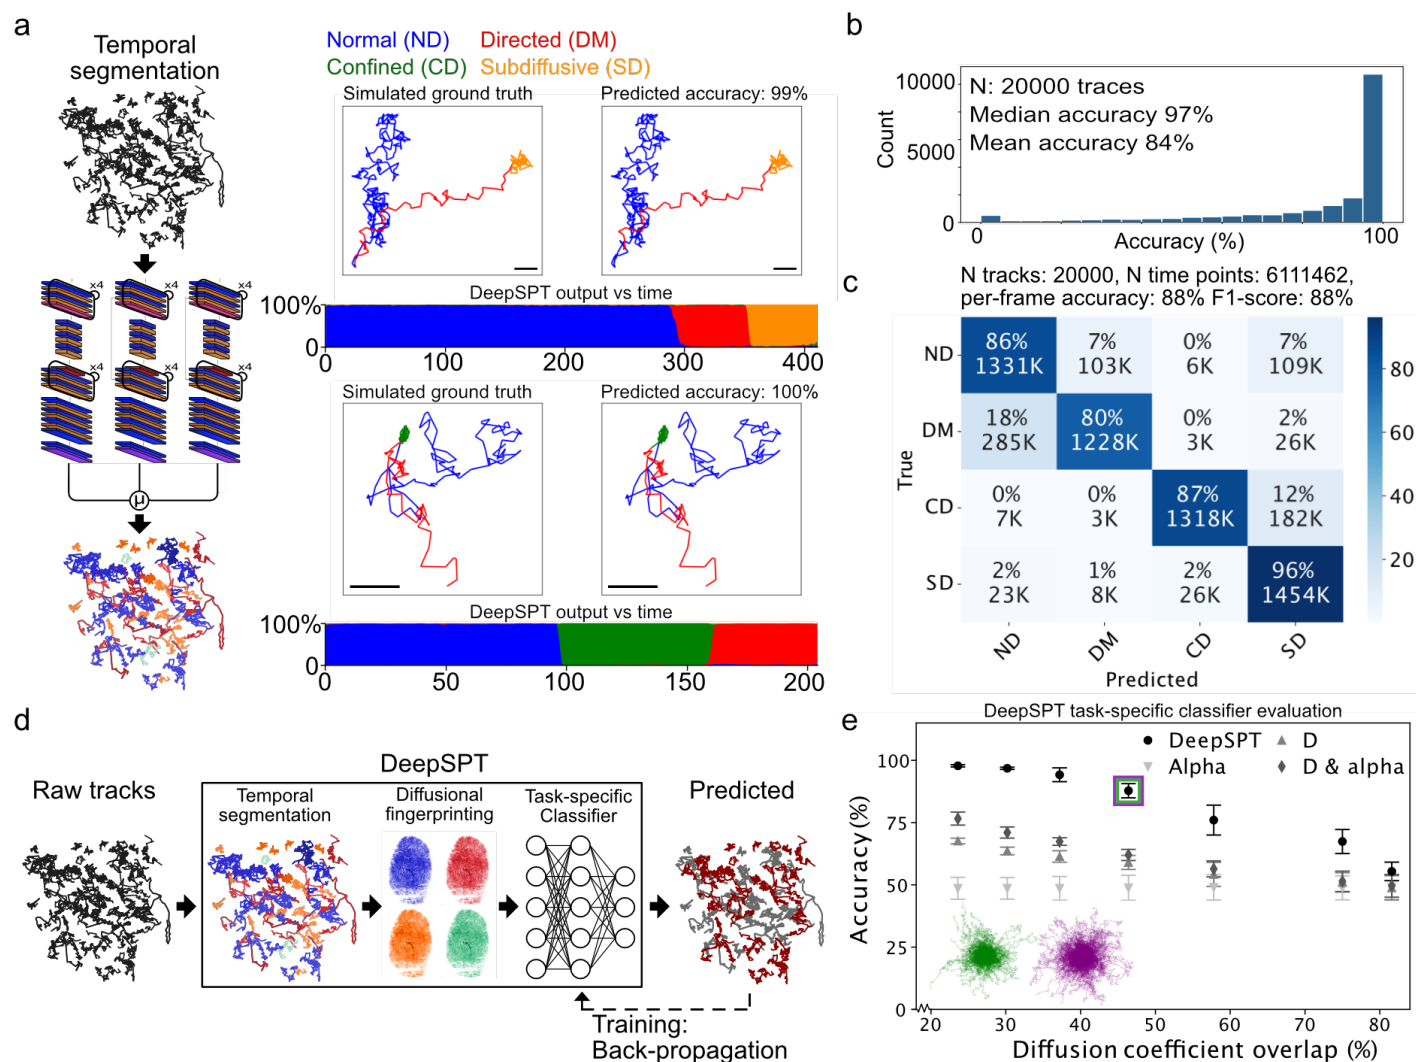 a
Temporal
segmentation
×4 ×4 ×4
×4 ×4 ×4
μ
Normal (ND) Directed (DM)
Confined (CD) Subdiffusive (SD)
Simulated ground truth Predicted accuracy: 99%
DeepSPT output vs time
100%
0
0 100 200 300 400
Simulated ground truth Predicted accuracy: 100%
DeepSPT output vs time
100%
0
0 50 100 150 200
b
N: 20000 traces
Median accuracy 97%
Mean accuracy 84%
Count
10000
5000
0
0 100
Accuracy (%)
c
N tracks: 20000, N time points: 6111462,
per-frame accuracy: 88% F1-score: 88%
True
ND 86% 7% 0% 7%
1331K 103K 6K 109K
DM 18% 80% 0% 2%
285K 1228K 3K 26K
CD 0% 0% 87% 12%
7K 3K 1318K 182K
SD 2% 1% 2% 96%
23K 8K 26K 1454K
ND DM CD SD
Predicted
80
60
40
20
d
Raw tracks
DeepSPT
Temporal
segmentation
Diffusional
fingerprinting
Task-specific
Classifier
Predicted
Training:
Back-propagation
e
DeepSPT task-specific classifier evaluation
DeepSPT D
Alpha D & alpha
Accuracy (%)
100
75
50
25
0
20 30 40 50 60 70 80
Diffusion coefficient overlap (%)